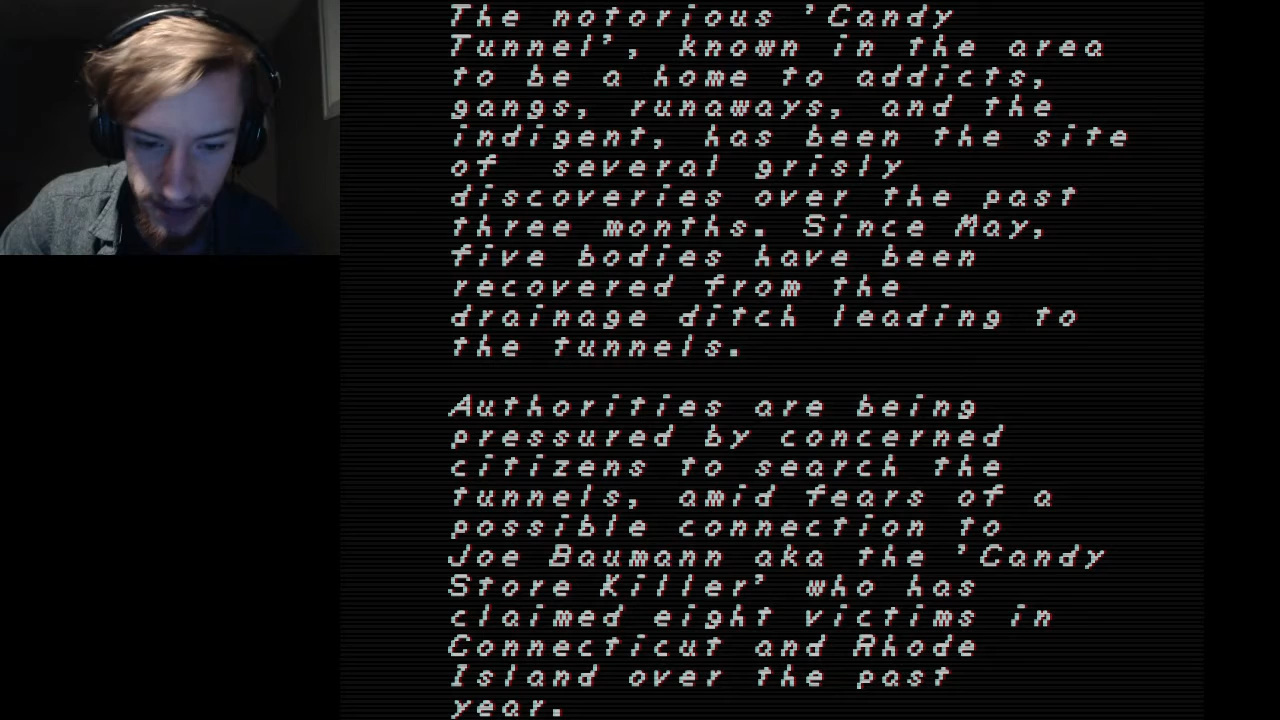 The notorious 'Candy
Tunnel', known in the area
to be a home to addicts,
gangs, runaways, and the
indigent, has been the site
of several grisly
discoveries over the past
three months. Since May,
five bodies have been
recovered from the
drainage ditch leading to
the tunnels.
Authorities are being
pressured by concerned
citizens to search the
tunnels, amid fears of a
possible connection to
Joe Baumann aka the 'Candy
Store Killer' who has
claimed eight victims in
Connecticut and Rhode
Island over the past
year.